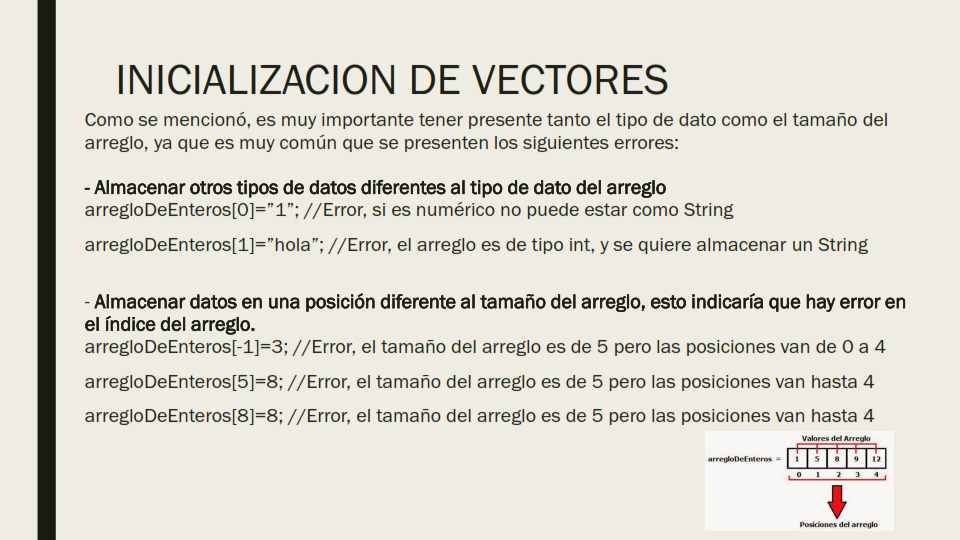 INICIALIZACION DE VECTORES
Como se mencionó, es muy importante tener presente tanto el tipo de dato como el tamaño del
arreglo, ya que es muy común que se presenten los siguientes errores:
- Almacenar otros tipos de datos diferentes al tipo de dato del arreglo
arregloDeEnteros[0]=”1”; //Error, si es numérico no puede estar como String
arregloDeEnteros[1]=”hola”; //Error, el arreglo es de tipo int, y se quiere almacenar un String
- Almacenar datos en una posición diferente al tamaño del arreglo, esto indicaría que hay error en
el índice del arreglo.
arregloDeEnteros[-1]=3; //Error, el tamaño del arreglo es de 5 pero las posiciones van de 0 a 4
arregloDeEnteros[5]=8; //Error, el tamaño del arreglo es de 5 pero las posiciones van hasta 4
arregloDeEnteros[8]=8; //Error, el tamaño del arreglo es de 5 pero las posiciones van hasta 4
Valores del Arreglo
arregloDeEnteros = 1 5 8 9 12
0 1 2 3 4
Posiciones del arreglo